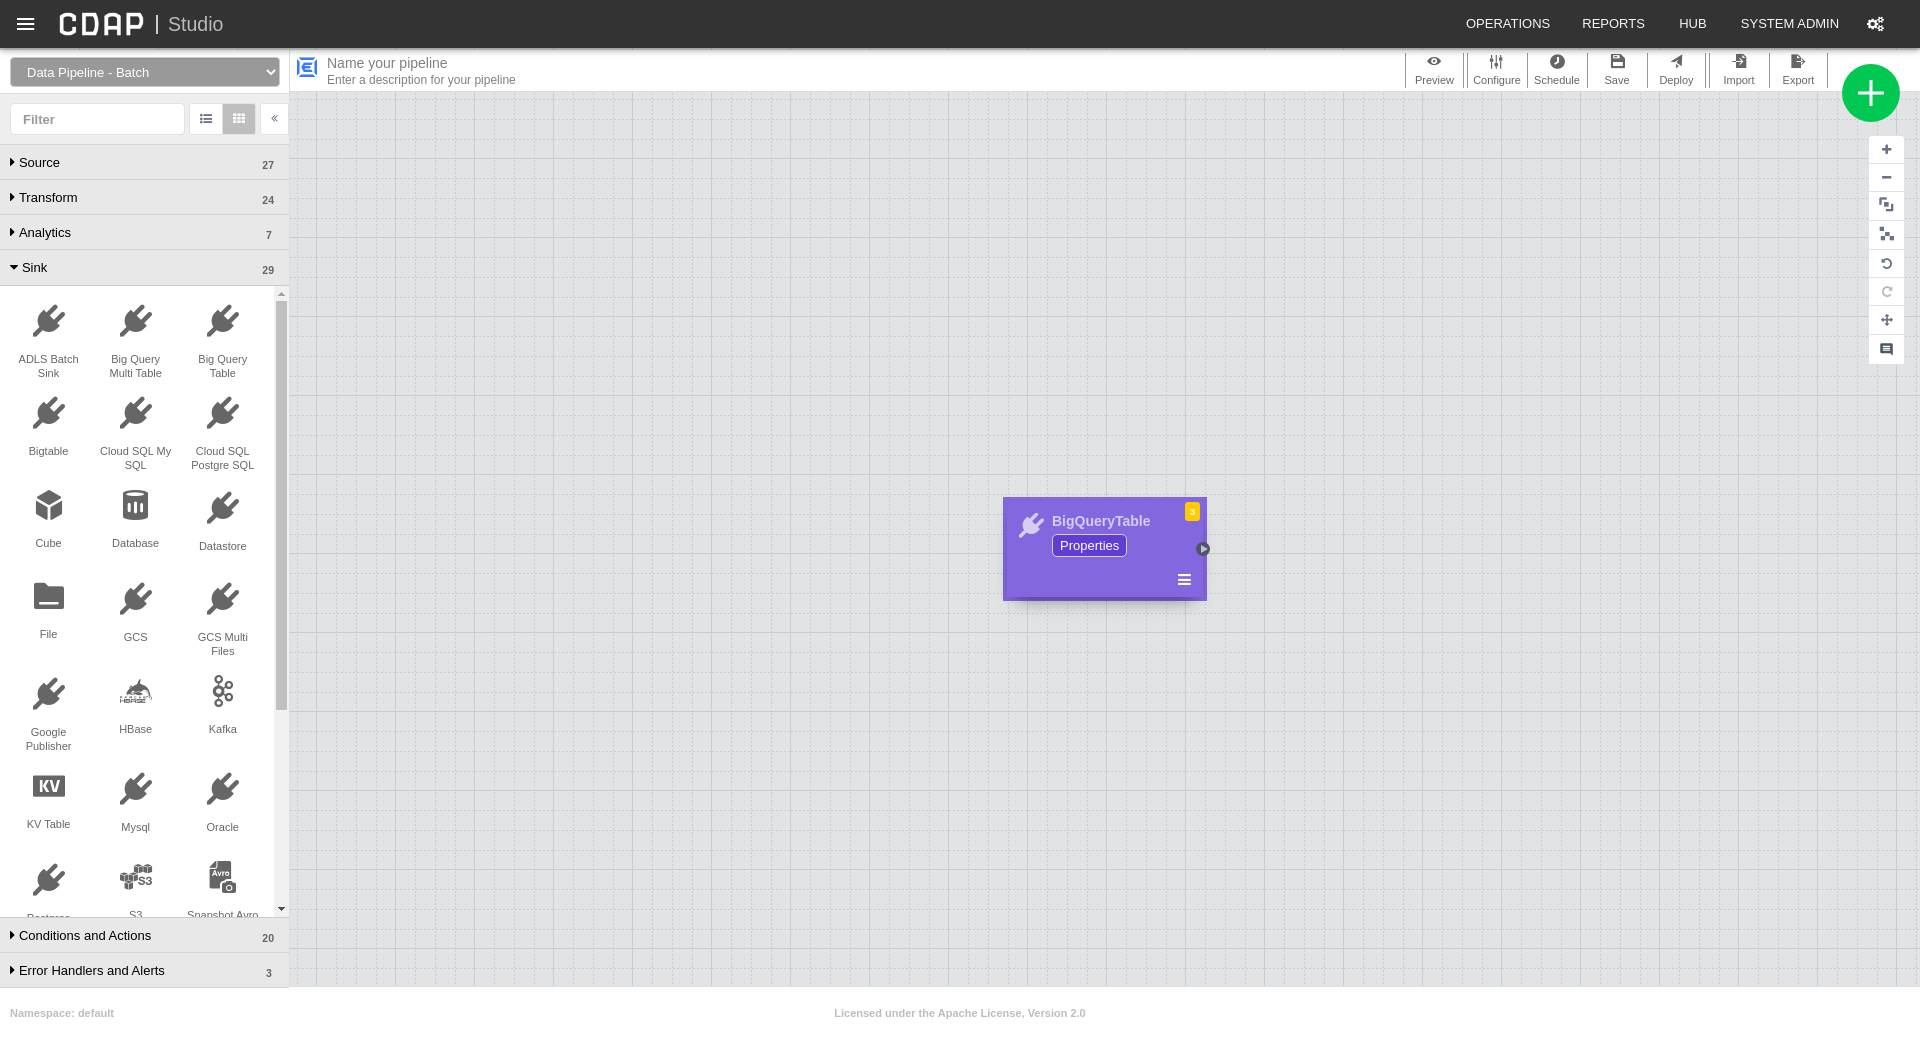 CDAP | Studio
OPERATIONS REPORTS HUB SYSTEM ADMIN
Data Pipeline - Batch
Name your pipeline
Enter a description for your pipeline
Preview Configure Schedule Save Deploy Import Export
Filter
Source 27
Transform 24
Analytics 7
Sink 29
ADLS Batch Big Query Big Query
Sink Multi Table Table
Bigtable Cloud SQL My Cloud SQL
SQL Postgre SQL
Cube Database Datastore
File GCS GCS Multi
Files
Google HBase Kafka
Publisher
HBASE
KV
KV Table Mysql Oracle
S3 Avro
Postgres S3 Snapshot Avro
Conditions and Actions 20
Error Handlers and Alerts 3
BigQueryTable 3
Properties
Namespace: default
Licensed under the Apache License, Version 2.0